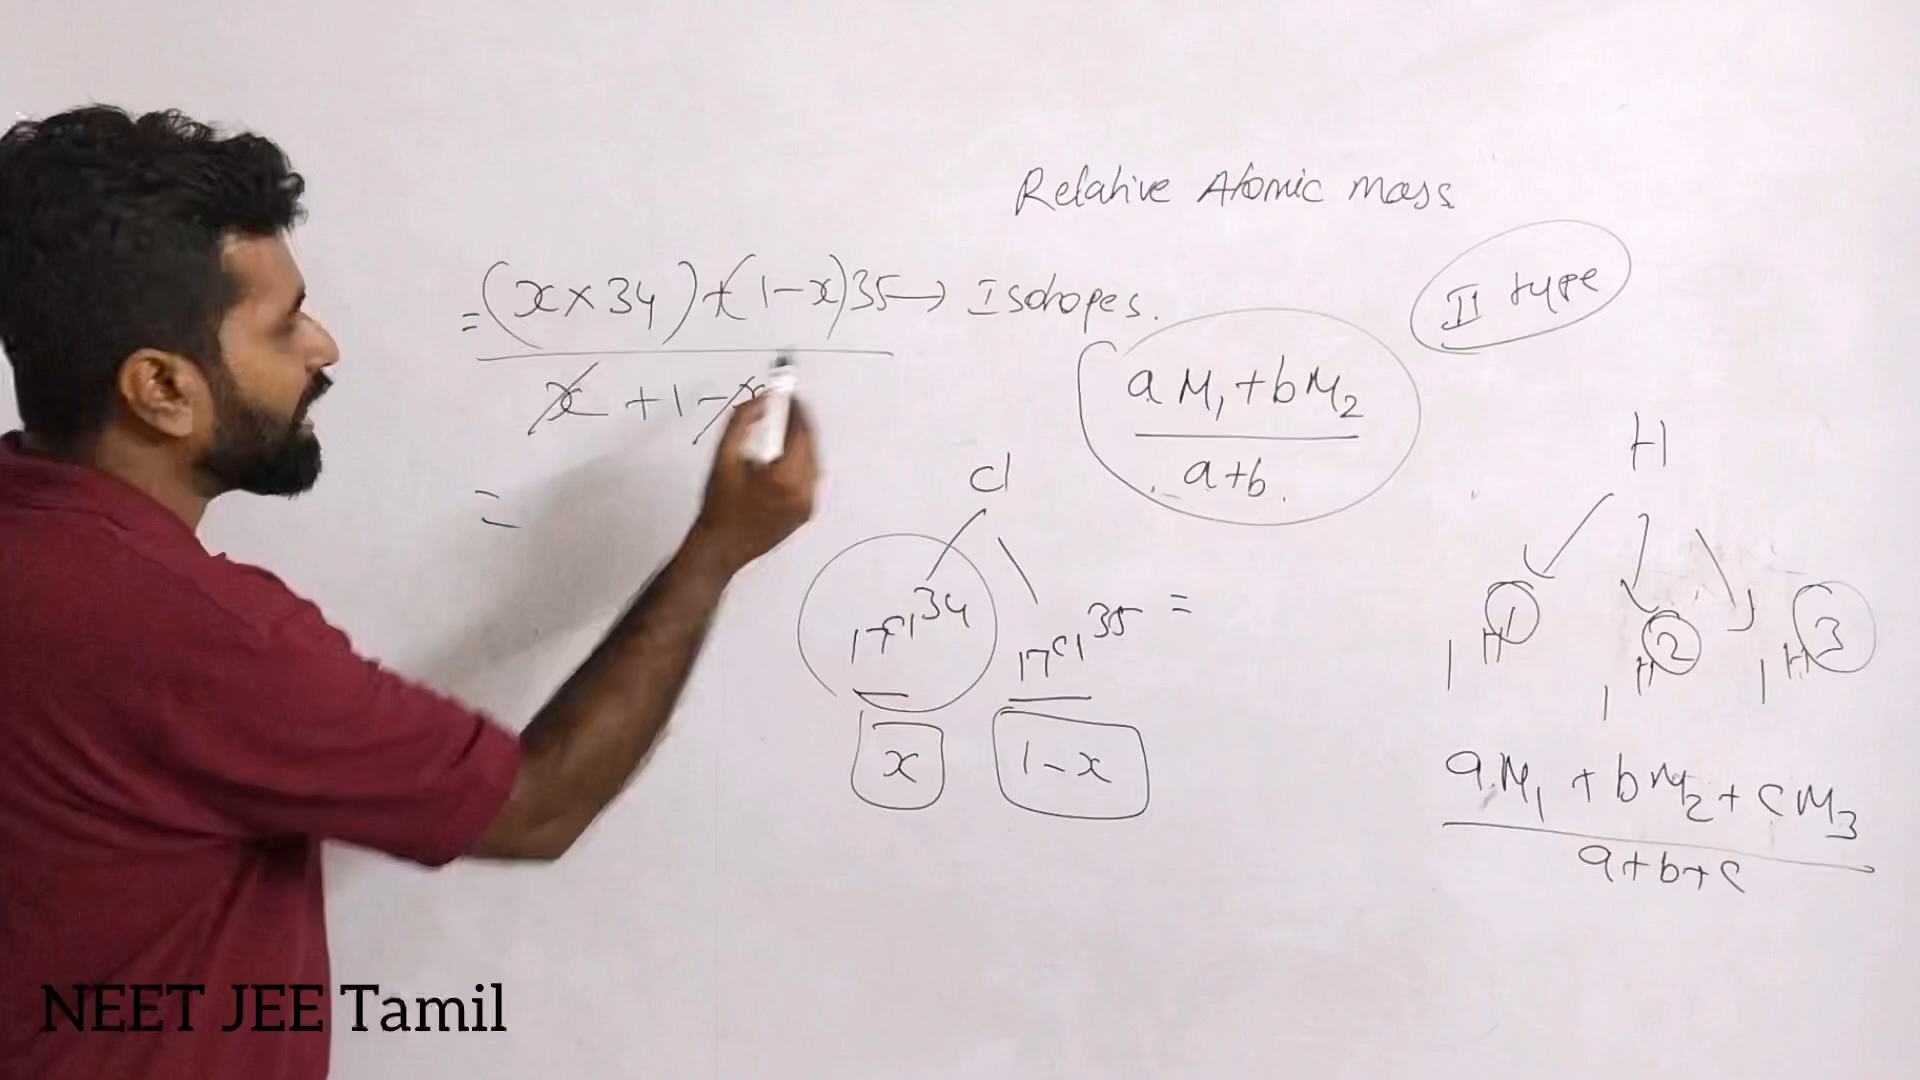 Relative Atomic mass
= (x × 34) + (1-x) 35 → Isotopes.
x + 1 - x
=
II type
a M₁ + b M₂
a + b.
Cl
₁₇Cl³⁴ ₁₇Cl³⁵ =
x 1 - x
H
₁H¹ ₁H² ₁H³
a M₁ + b M₂ + c M₃
a + b + c
NEET JEE Tamil